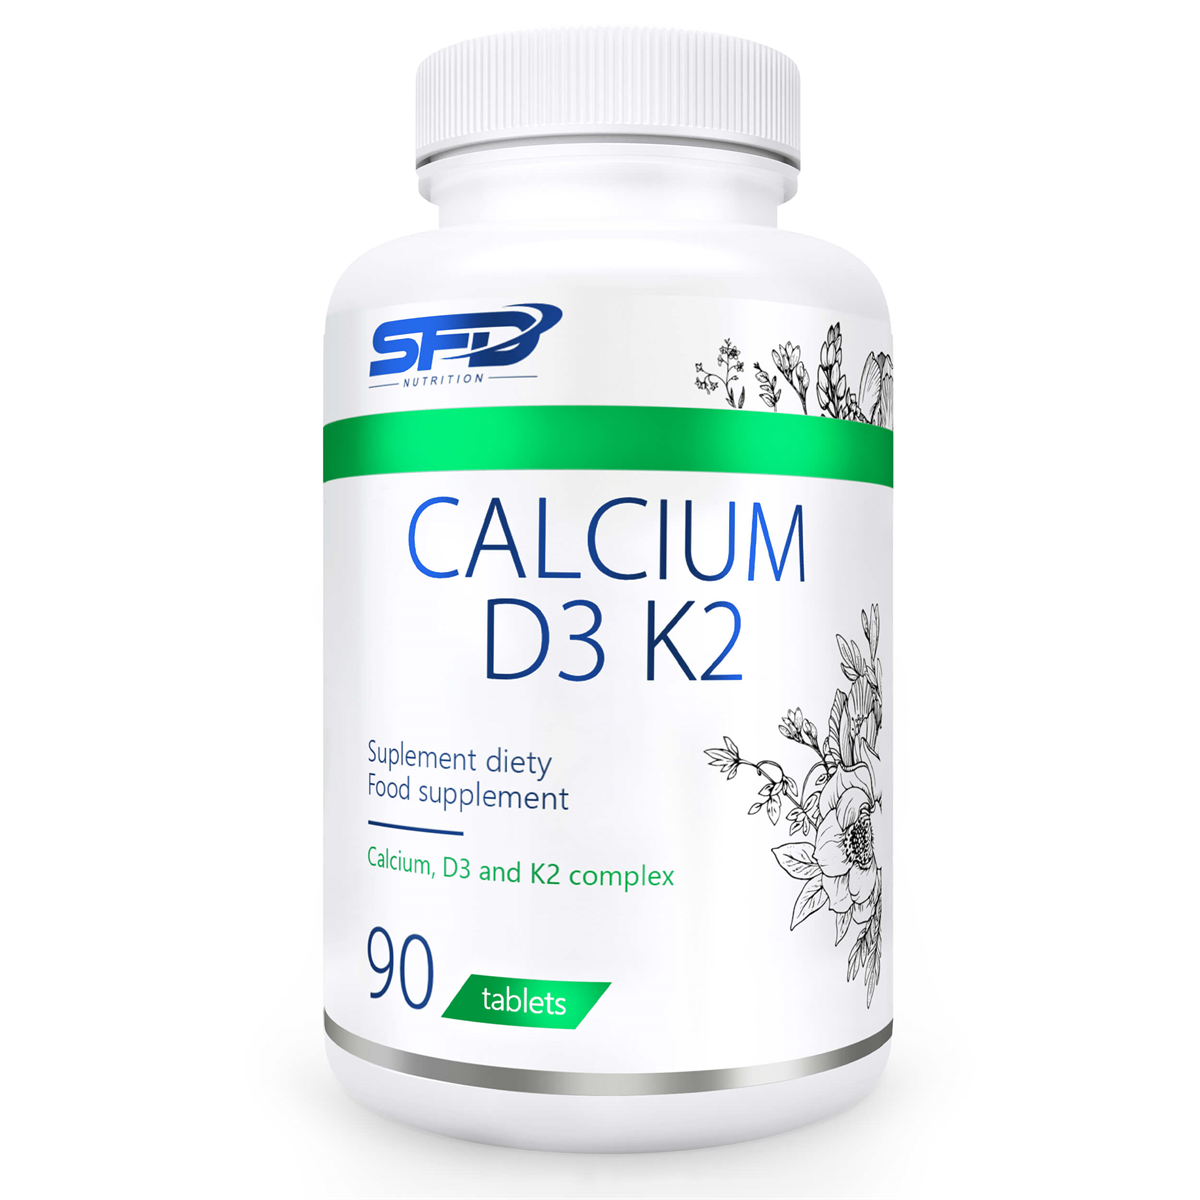 SFD
NUTRITION
CALCIUM
D3 K2
Suplement diety
Food supplement
Calcium, D3 and K2 complex
90 tablets